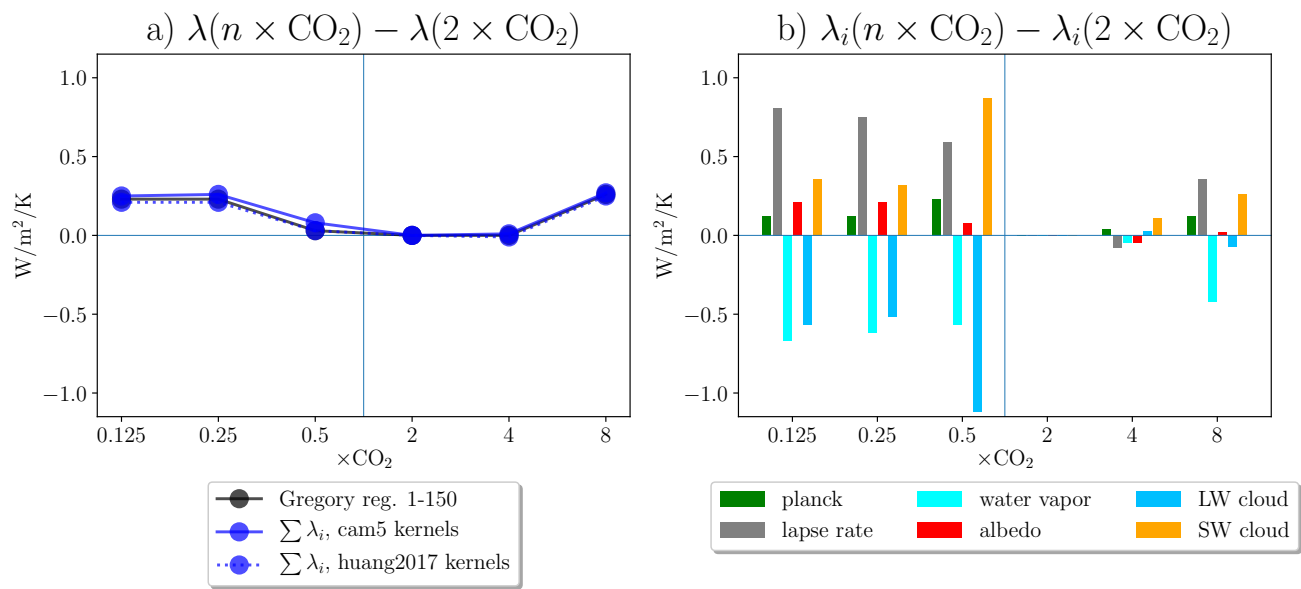 a) λ(n × CO₂) − λ(2 × CO₂)
1.0
0.5
0.0
−0.5
−1.0
W/m²/K
0.125 0.25 0.5 2 4 8
×CO₂
Gregory reg. 1-150
∑ λᵢ, cam5 kernels
∑ λᵢ, huang2017 kernels
b) λᵢ(n × CO₂) − λᵢ(2 × CO₂)
1.0
0.5
0.0
−0.5
−1.0
W/m²/K
0.125 0.25 0.5 2 4 8
×CO₂
planck water vapor LW cloud
lapse rate albedo SW cloud